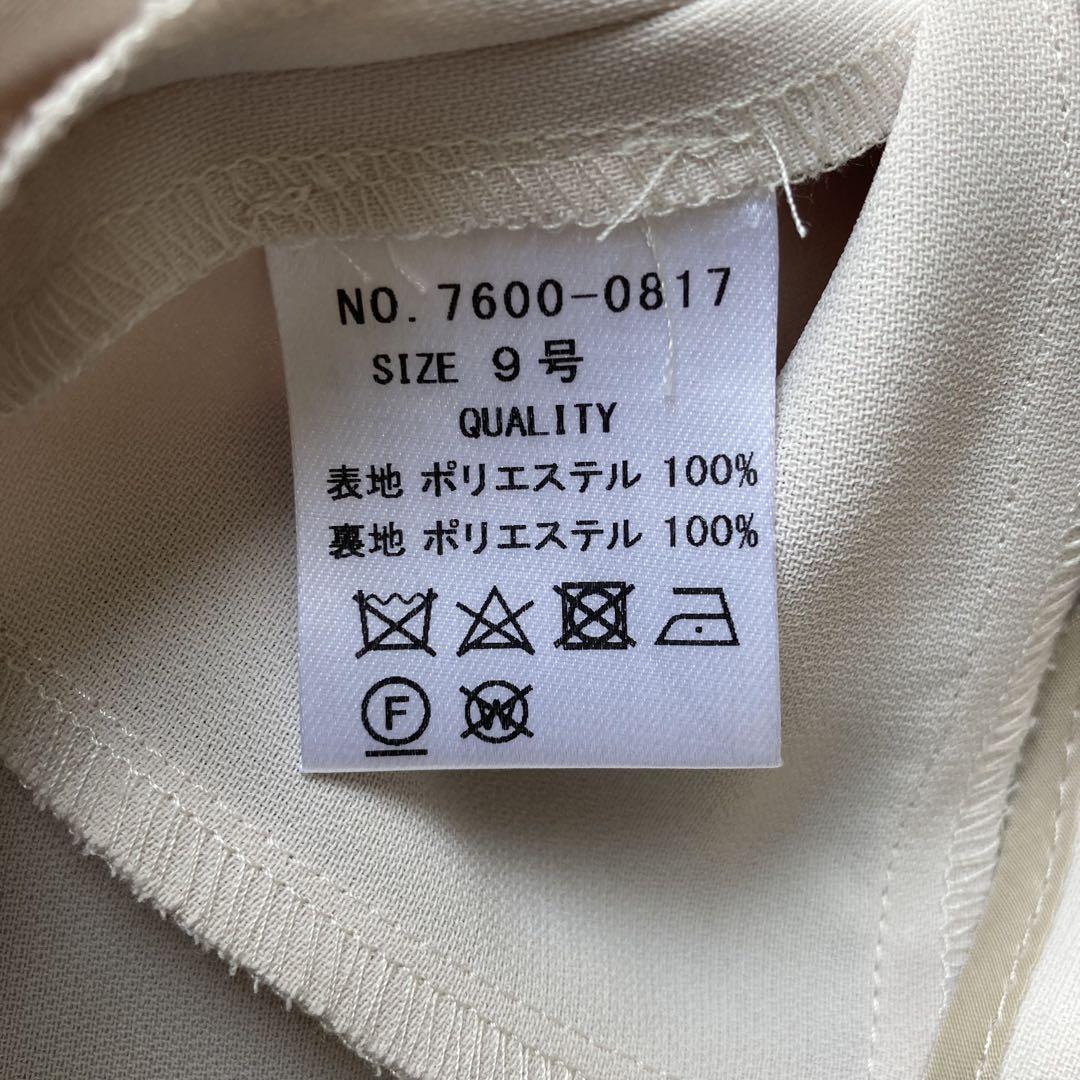 NO. 7600-0817
SIZE 9号
QUALITY
表地 ポリエステル 100%
裏地 ポリエステル 100%
F W